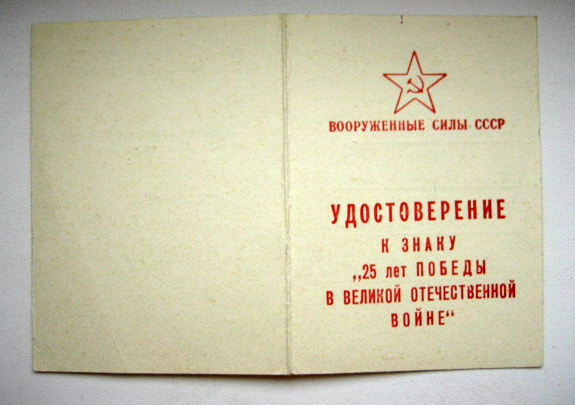 ВООРУЖЕННЫЕ СИЛЫ СССР
УДОСТОВЕРЕНИЕ
К ЗНАКУ
„25 лет ПОБЕДЫ
В ВЕЛИКОЙ ОТЕЧЕСТВЕННОЙ
ВОЙНЕ“